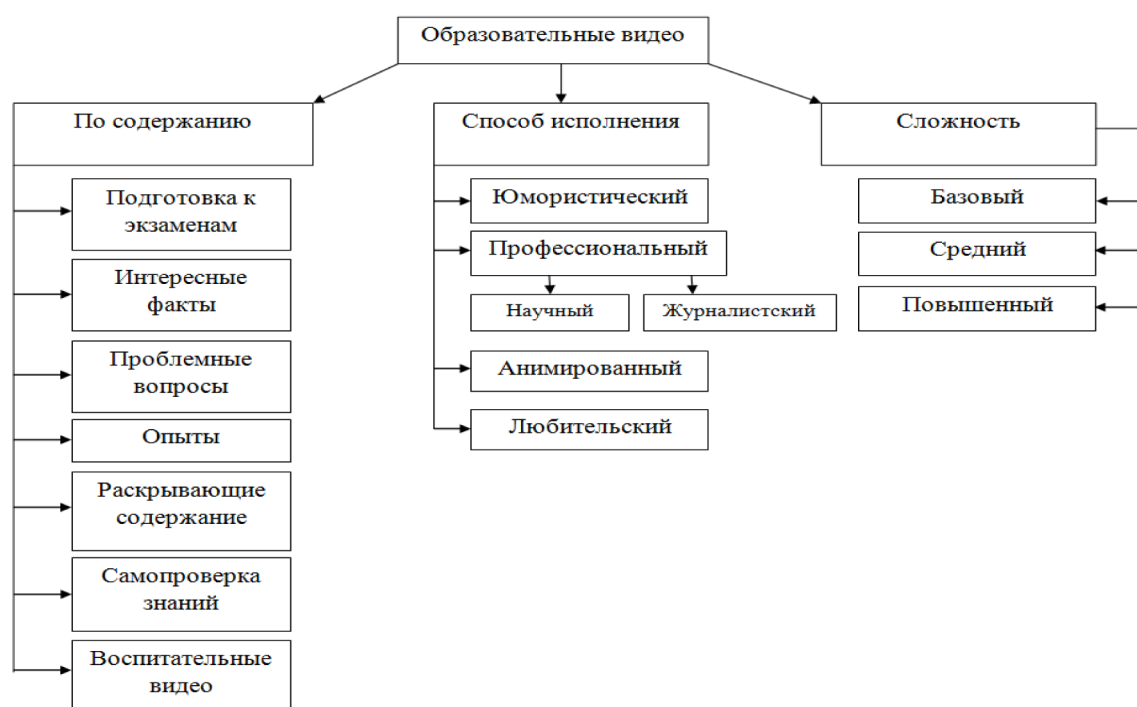 Образовательные видео
По содержанию
Подготовка к
экзаменам
Интересные
факты
Проблемные
вопросы
Опыты
Раскрывающие
содержание
Самопроверка
знаний
Воспитательные
видео
Способ исполнения
Юмористический
Профессиональный
Научный
Журналистский
Анимированный
Любительский
Сложность
Базовый
Средний
Повышенный